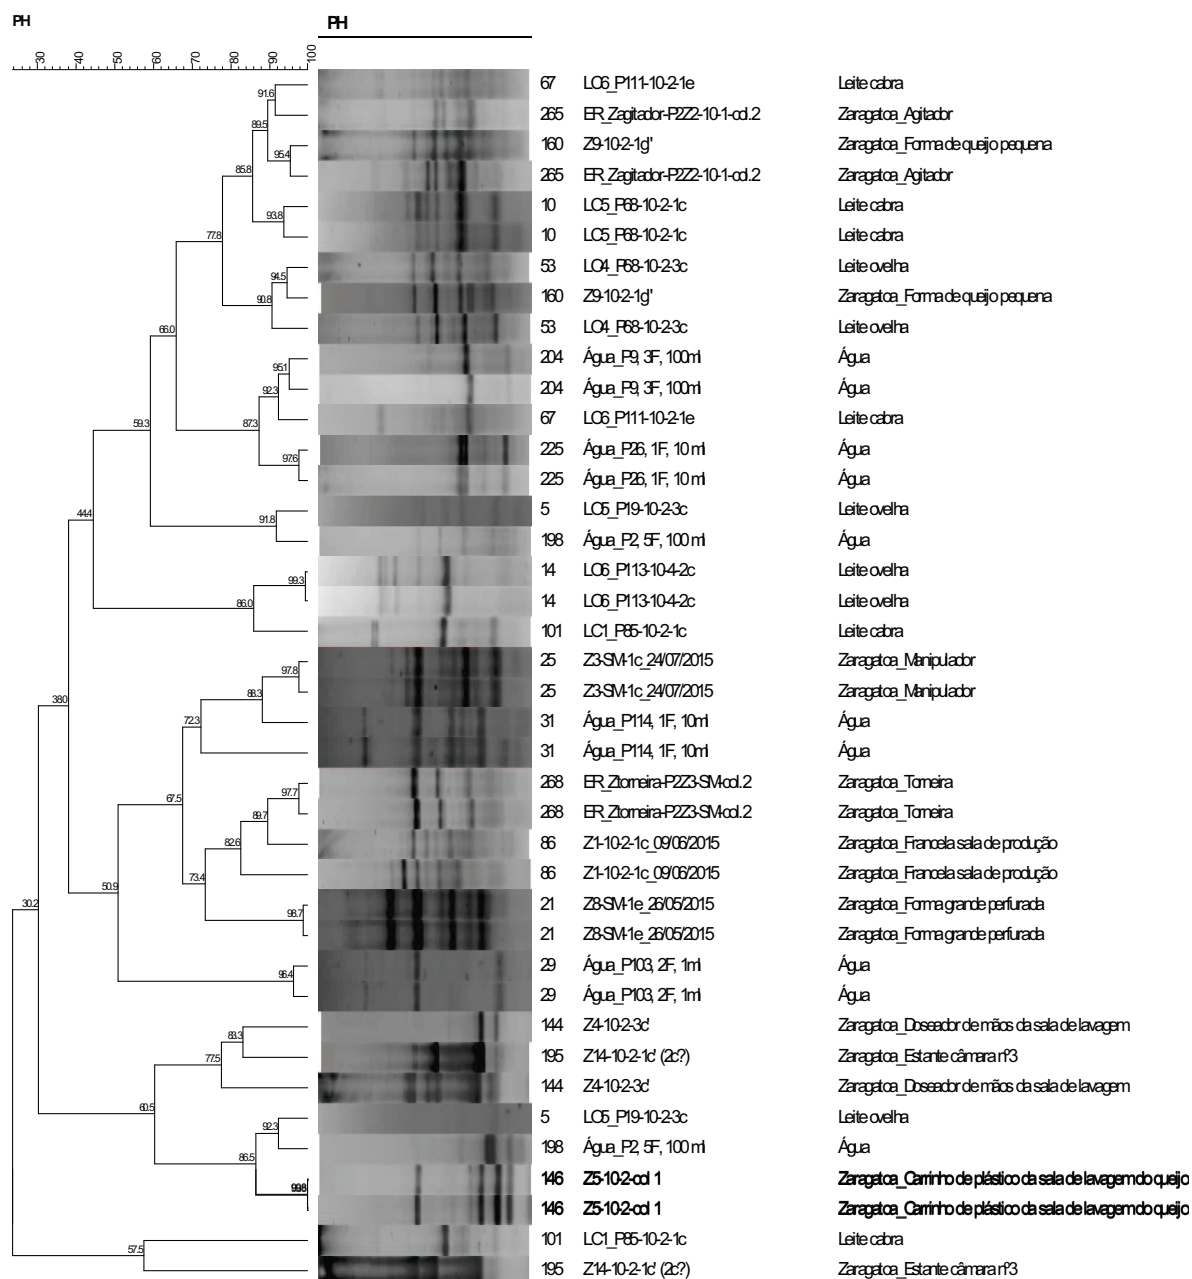 PH PH
30 40 50 60 70 80 90 100
91.6 67 LC6_P111-10-2-1e Leite cabra
89.5 265 ER_Zagitador-P2Z2-10-1-col.2 Zaragatoa_Agitador
160 Z9-10-2-1g" Zaragatoa_Forma de queijo pequena
95.4 265 ER_Zagitador-P2Z2-10-1-col.2 Zaragatoa_Agitador
85.8
10 LC5_P68-10-2-1c Leite cabra
93.8 10 LC5_P68-10-2-1c Leite cabra
77.8
53 LO4_P68-10-2-3c Leite ovelha
94.5
90.8 160 Z9-10-2-1g" Zaragatoa_Forma de queijo pequena
66.0 53 LO4_P68-10-2-3c Leite ovelha
204 Água_P9, 3F, 100ml Água
95.1
92.3 204 Água_P9, 3F, 100ml Água
59.3 87.3 67 LC6_P111-10-2-1e Leite cabra
225 Água_P26, 1F, 10 ml Água
97.6
225 Água_P26, 1F, 10 ml Água
44.4 91.8 5 LO5_P19-10-2-3c Leite ovelha
198 Água_P2, 5F, 100 ml Água
14 LO6_P113-10-4-2c Leite ovelha
99.3
86.0 14 LO6_P113-10-4-2c Leite ovelha
101 LC1_P85-10-2-1c Leite cabra
25 Z3-SM-1c_24/07/2015 Zaragatoa_Manipulador
97.8
88.3 25 Z3-SM-1c_24/07/2015 Zaragatoa_Manipulador
38.0
72.3 31 Água_P114, 1F, 10ml Água
31 Água_P114, 1F, 10ml Água
97.7 268 ER_Ztorneira-P2Z3-SM-col.2 Zaragatoa_Torneira
67.5 89.7 268 ER_Ztorneira-P2Z3-SM-col.2 Zaragatoa_Torneira
82.6 86 Z1-10-2-1c_09/06/2015 Zaragatoa_Francela sala de produção
73.4 86 Z1-10-2-1c_09/06/2015 Zaragatoa_Francela sala de produção
50.9
30.2 21 Z8-SM-1e_26/05/2015 Zaragatoa_Forma grande perfurada
98.7
21 Z8-SM-1e_26/05/2015 Zaragatoa_Forma grande perfurada
29 Água_P103, 2F, 1ml Água
96.4
29 Água_P103, 2F, 1ml Água
83.3 144 Z4-10-2-3c' Zaragatoa_Doseador de mãos da sala de lavagem
77.5 195 Z14-10-2-1c' (2c?) Zaragatoa_Estante câmara nº3
144 Z4-10-2-3c' Zaragatoa_Doseador de mãos da sala de lavagem
60.5 5 LO5_P19-10-2-3c Leite ovelha
92.3
86.5 198 Água_P2, 5F, 100 ml Água
146 Z5-10-2-col 1 Zaragatoa_Carrinho de plástico da sala de lavagem do queijo
99.8
146 Z5-10-2-col 1 Zaragatoa_Carrinho de plástico da sala de lavagem do queijo
57.5 101 LC1_P85-10-2-1c Leite cabra
195 Z14-10-2-1c' (2c?) Zaragatoa_Estante câmara nº3